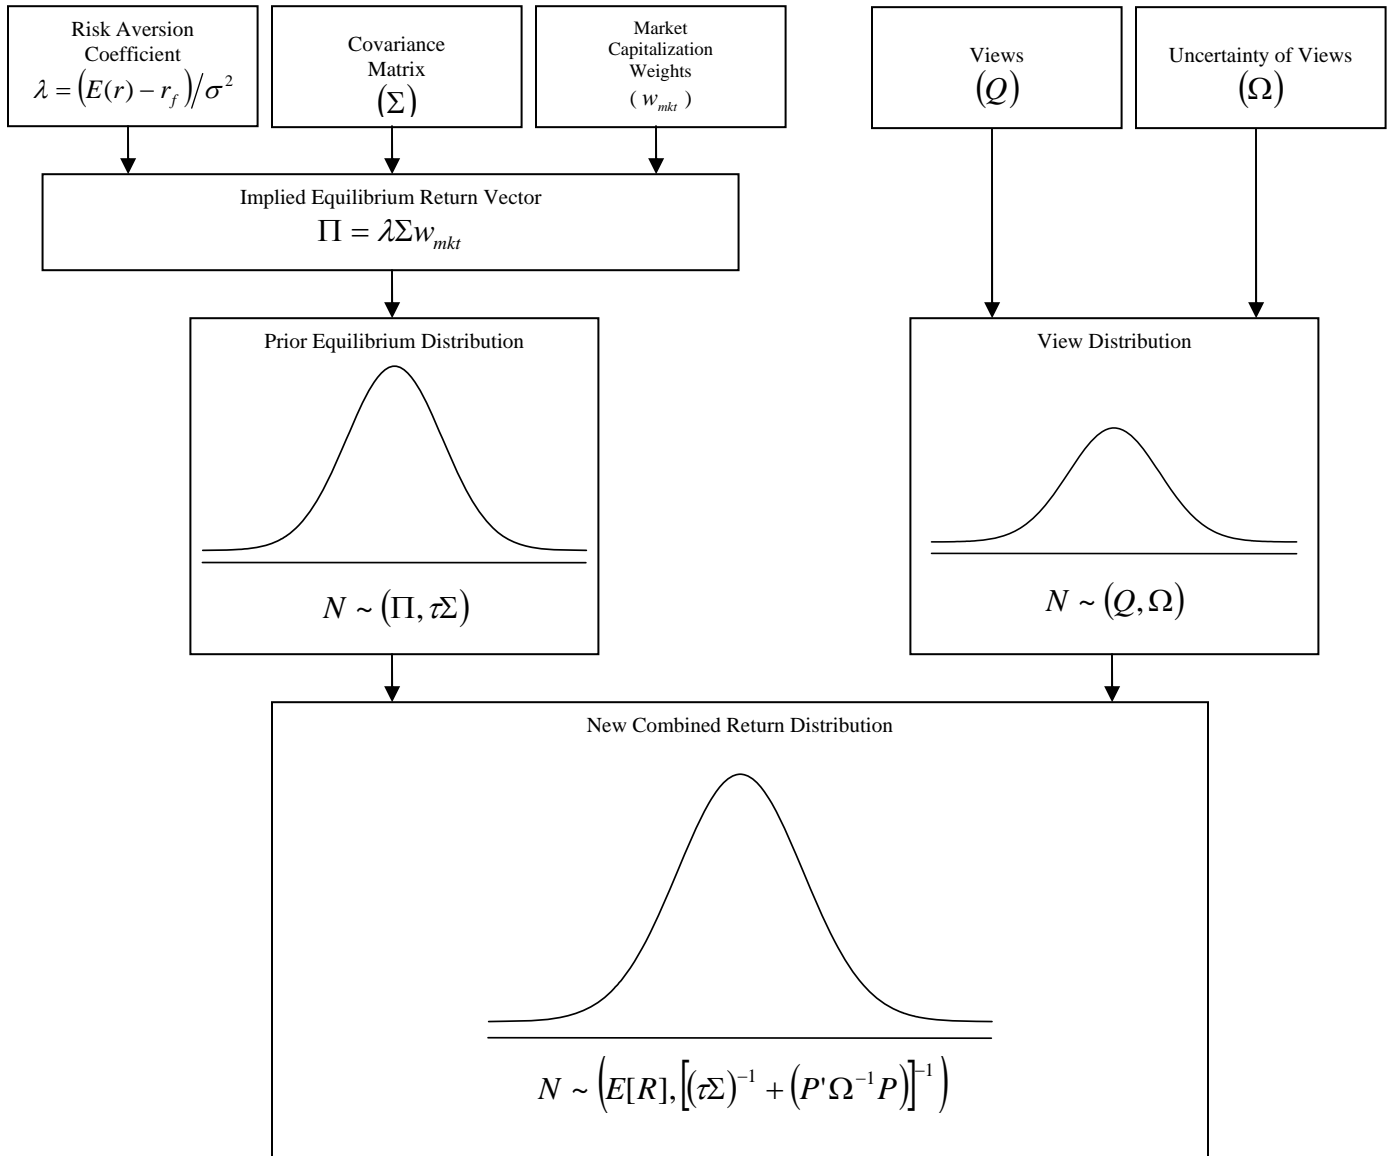 Risk Aversion
Coefficient
λ = (E(r) − r_f)/σ²
Covariance
Matrix
(Σ)
Market
Capitalization
Weights
( w_mkt )
Views
(Q)
Uncertainty of Views
(Ω)
Implied Equilibrium Return Vector
Π = λΣw_mkt
Prior Equilibrium Distribution
N ~ (Π, τΣ)
View Distribution
N ~ (Q, Ω)
New Combined Return Distribution
N ~ (E[R], [(τΣ)⁻¹ + (P'Ω⁻¹P)]⁻¹)